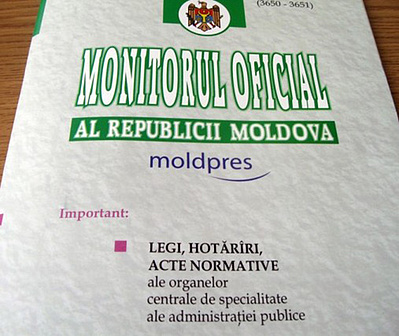 (3650 - 3651)
MONITORUL OFICIAL
AL REPUBLICII MOLDOVA
moldpres
Important:
LEGI, HOTĂRÎRI,
ACTE NORMATIVE
ale organelor
centrale de specialitate
ale administraţiei publice